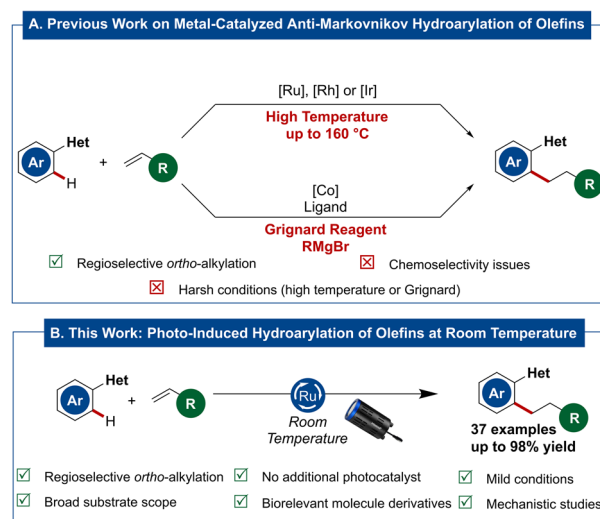 A. Previous Work on Metal-Catalyzed Anti-Markovnikov Hydroarylation of Olefins
[Ru], [Rh] or [Ir]
High Temperature
up to 160 °C
Het
Ar
H
+
R
Het
Ar
R
[Co]
Ligand
Grignard Reagent
RMgBr
Regioselective ortho-alkylation
Chemoselectivity issues
Harsh conditions (high temperature or Grignard)
B. This Work: Photo-Induced Hydroarylation of Olefins at Room Temperature
Het
Ar
H
+
R
Ru
Room
Temperature
Het
Ar
R
37 examples
up to 98% yield
Regioselective ortho-alkylation
No additional photocatalyst
Mild conditions
Broad substrate scope
Biorelevant molecule derivatives
Mechanistic studies